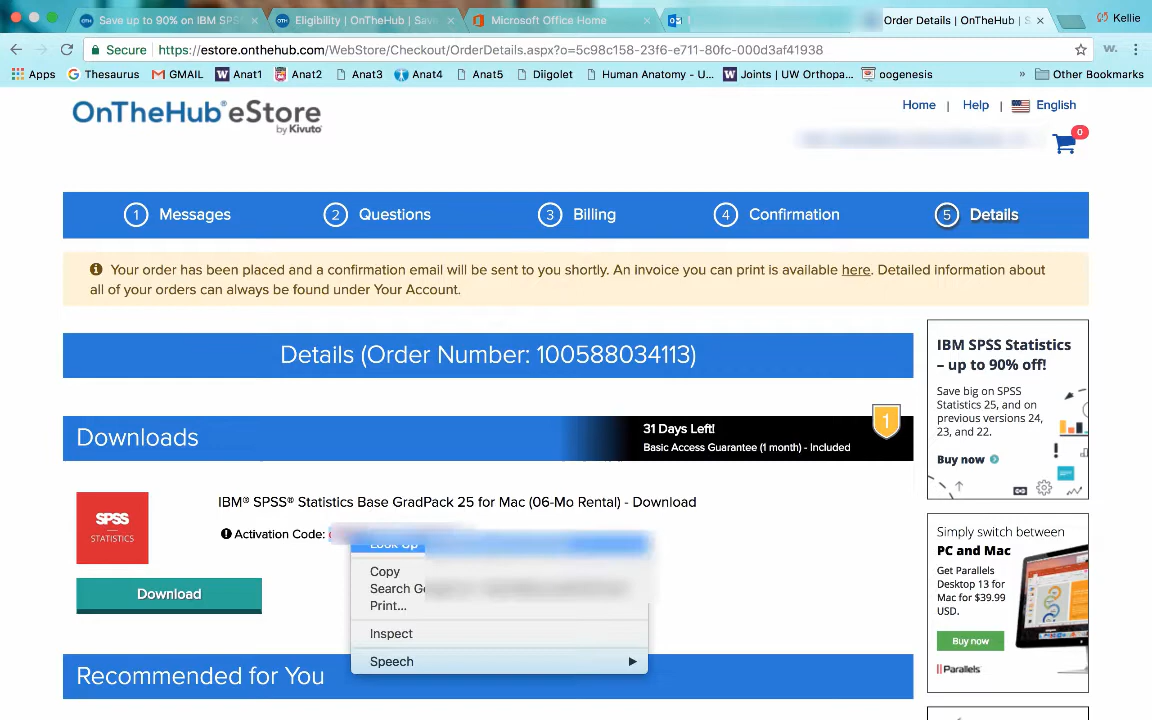 Save up to 90% on IBM SPSS
Eligibility | OnTheHub | Save
Microsoft Office Home
Order Details | OnTheHub | S
Kellie
Secure https://estore.onthehub.com/WebStore/Checkout/OrderDetails.aspx?o=5c98c158-23f6-e711-80fc-000d3af41938
Apps Thesaurus GMAIL Anat1 Anat2 Anat3 Anat4 Anat5 Diigolet Human Anatomy - U... Joints | UW Orthopa... oogenesis » Other Bookmarks
OnTheHub® eStore
by Kivuto
Home | Help | English
0
1 Messages
2 Questions
3 Billing
4 Confirmation
5 Details
Your order has been placed and a confirmation email will be sent to you shortly. An invoice you can print is available here. Detailed information about
all of your orders can always be found under Your Account.
Details (Order Number: 100588034113)
Downloads
31 Days Left!
Basic Access Guarantee (1 month) - Included
1
SPSS
STATISTICS
IBM® SPSS® Statistics Base GradPack 25 for Mac (06-Mo Rental) - Download
Activation Code:
Download
Look Up
Copy
Search
Print...
Inspect
Speech
Recommended for You
IBM SPSS Statistics
– up to 90% off!
Save big on SPSS
Statistics 25, and on
previous versions 24,
23, and 22.
Buy now
Simply switch between
PC and Mac
Get Parallels
Desktop 13 for
Mac for $39.99
USD.
Buy now
Parallels